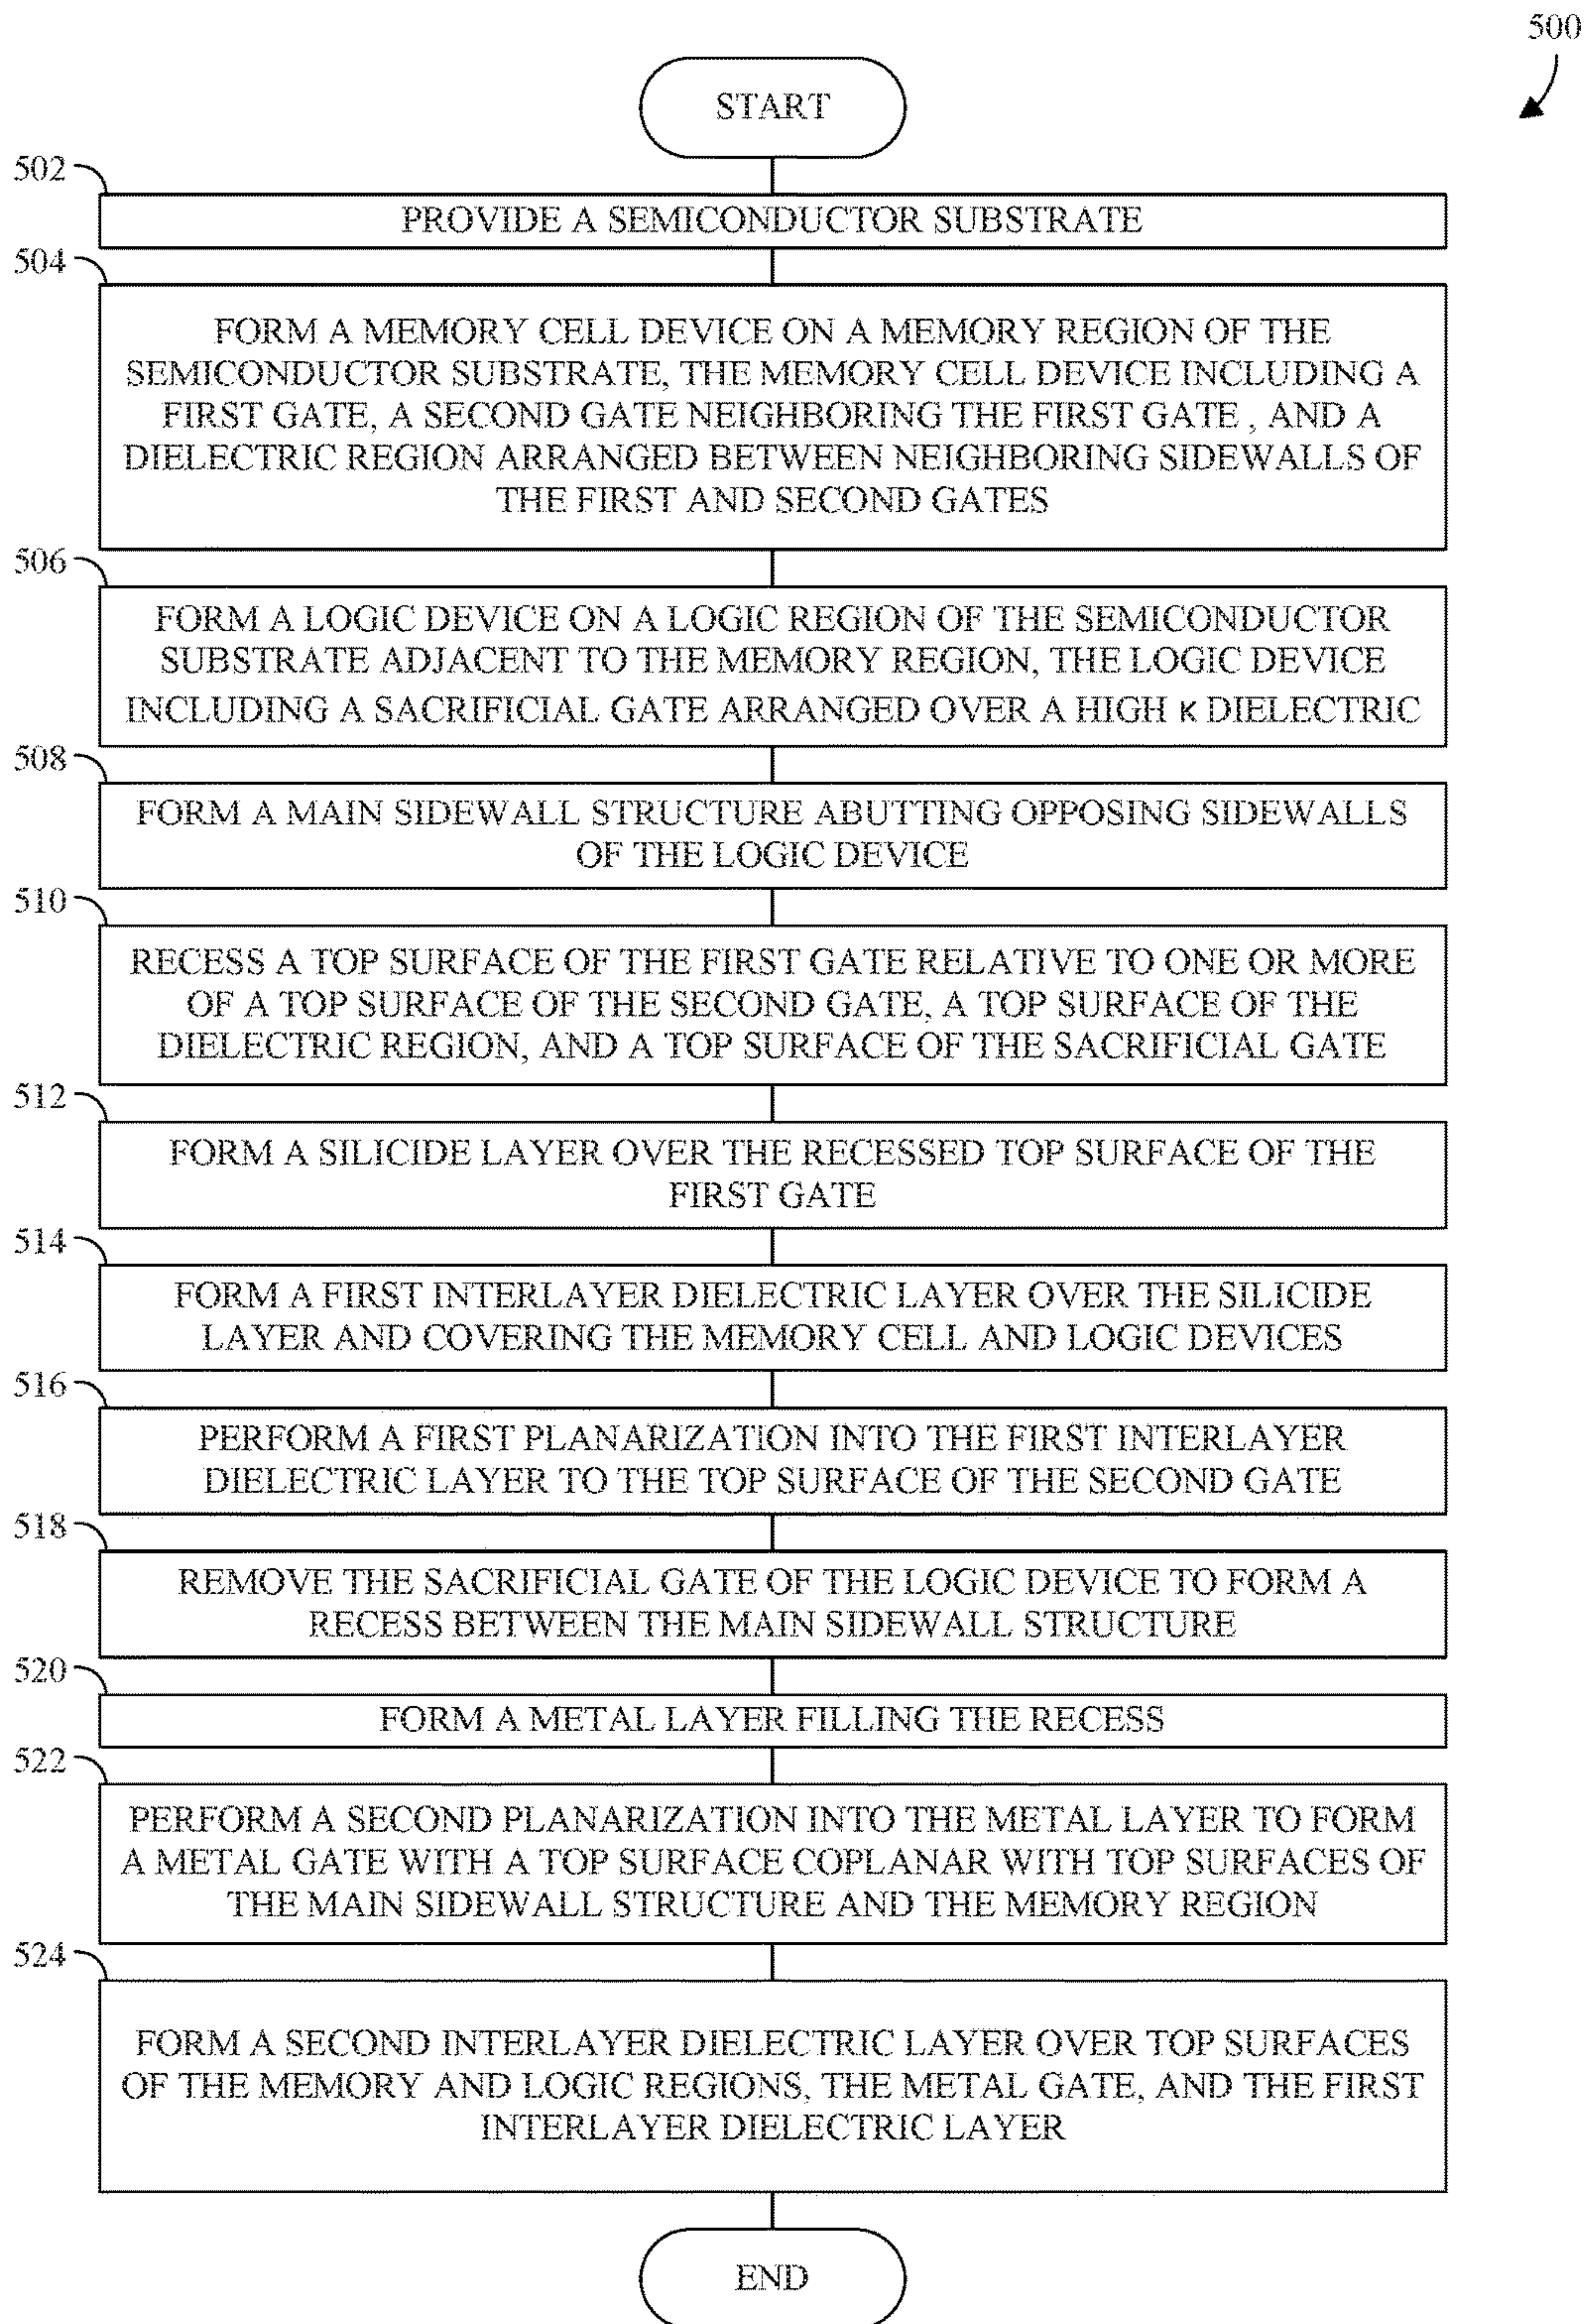 500
START
502
PROVIDE A SEMICONDUCTOR SUBSTRATE
504
FORM A MEMORY CELL DEVICE ON A MEMORY REGION OF THE
SEMICONDUCTOR SUBSTRATE, THE MEMORY CELL DEVICE INCLUDING A
FIRST GATE, A SECOND GATE NEIGHBORING THE FIRST GATE , AND A
DIELECTRIC REGION ARRANGED BETWEEN NEIGHBORING SIDEWALLS OF
THE FIRST AND SECOND GATES
506
FORM A LOGIC DEVICE ON A LOGIC REGION OF THE SEMICONDUCTOR
SUBSTRATE ADJACENT TO THE MEMORY REGION, THE LOGIC DEVICE
INCLUDING A SACRIFICIAL GATE ARRANGED OVER A HIGH κ DIELECTRIC
508
FORM A MAIN SIDEWALL STRUCTURE ABUTTING OPPOSING SIDEWALLS
OF THE LOGIC DEVICE
510
RECESS A TOP SURFACE OF THE FIRST GATE RELATIVE TO ONE OR MORE
OF A TOP SURFACE OF THE SECOND GATE, A TOP SURFACE OF THE
DIELECTRIC REGION, AND A TOP SURFACE OF THE SACRIFICIAL GATE
512
FORM A SILICIDE LAYER OVER THE RECESSED TOP SURFACE OF THE
FIRST GATE
514
FORM A FIRST INTERLAYER DIELECTRIC LAYER OVER THE SILICIDE
LAYER AND COVERING THE MEMORY CELL AND LOGIC DEVICES
516
PERFORM A FIRST PLANARIZATION INTO THE FIRST INTERLAYER
DIELECTRIC LAYER TO THE TOP SURFACE OF THE SECOND GATE
518
REMOVE THE SACRIFICIAL GATE OF THE LOGIC DEVICE TO FORM A
RECESS BETWEEN THE MAIN SIDEWALL STRUCTURE
520
FORM A METAL LAYER FILLING THE RECESS
522
PERFORM A SECOND PLANARIZATION INTO THE METAL LAYER TO FORM
A METAL GATE WITH A TOP SURFACE COPLANAR WITH TOP SURFACES OF
THE MAIN SIDEWALL STRUCTURE AND THE MEMORY REGION
524
FORM A SECOND INTERLAYER DIELECTRIC LAYER OVER TOP SURFACES
OF THE MEMORY AND LOGIC REGIONS, THE METAL GATE, AND THE FIRST
INTERLAYER DIELECTRIC LAYER
END